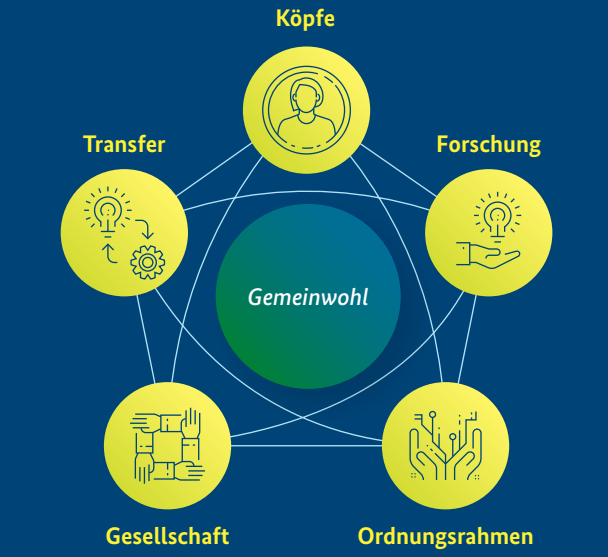 Köpfe
Transfer
Forschung
Gemeinwohl
Gesellschaft
Ordnungsrahmen